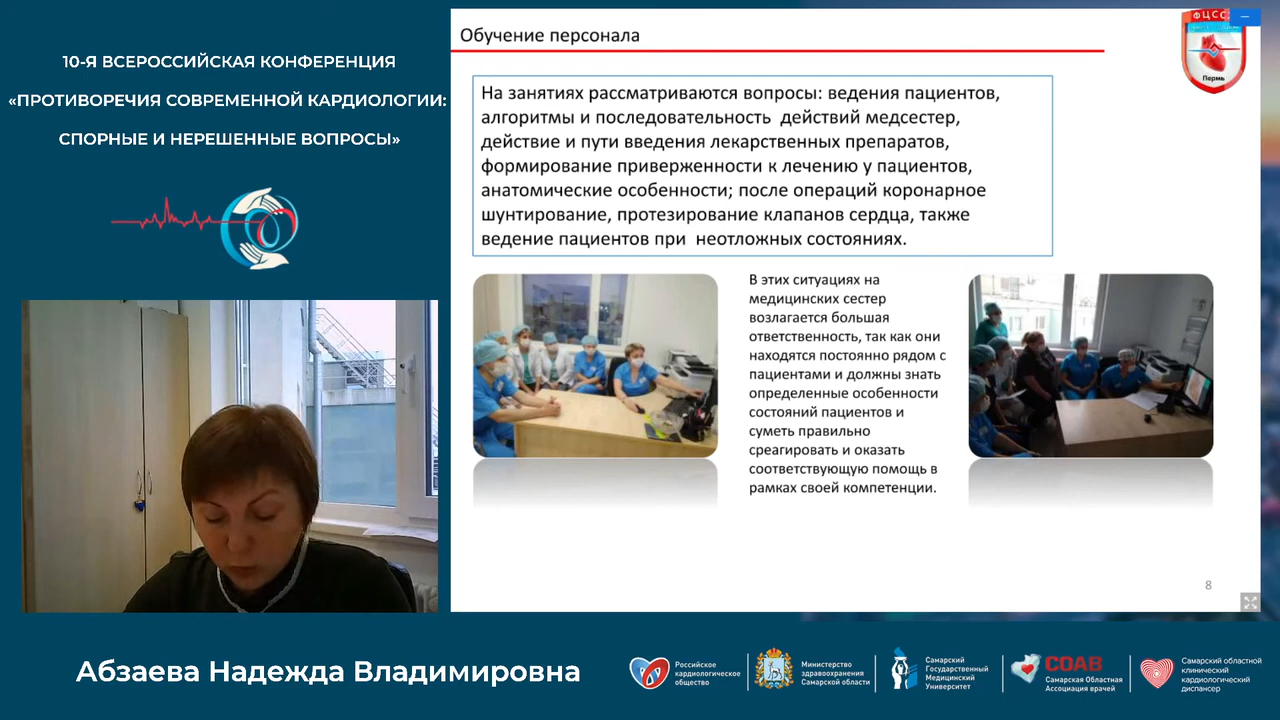 10-Я ВСЕРОССИЙСКАЯ КОНФЕРЕНЦИЯ
«ПРОТИВОРЕЧИЯ СОВРЕМЕННОЙ КАРДИОЛОГИИ:
СПОРНЫЕ И НЕРЕШЕННЫЕ ВОПРОСЫ»
Обучение персонала
ФЦСС
Пермь
На занятиях рассматриваются вопросы: ведения пациентов,
алгоритмы и последовательность действий медсестер,
действие и пути введения лекарственных препаратов,
формирование приверженности к лечению у пациентов,
анатомические особенности; после операций коронарное
шунтирование, протезирование клапанов сердца, также
ведение пациентов при неотложных состояниях.
В этих ситуациях на
медицинских сестер
возлагается большая
ответственность, так как они
находятся постоянно рядом с
пациентами и должны знать
определенные особенности
состояний пациентов и
суметь правильно
среагировать и оказать
соответствующую помощь в
рамках своей компетенции.
8
Абзаева Надежда Владимировна
Российское
кардиологическое
общество
Министерство
здравоохранения
Самарской области
Самарский
Государственный
Медицинский
Университет
СОАВ
Самарская Областная
Ассоциация врачей
Самарский областной
клинический
кардиологический
диспансер